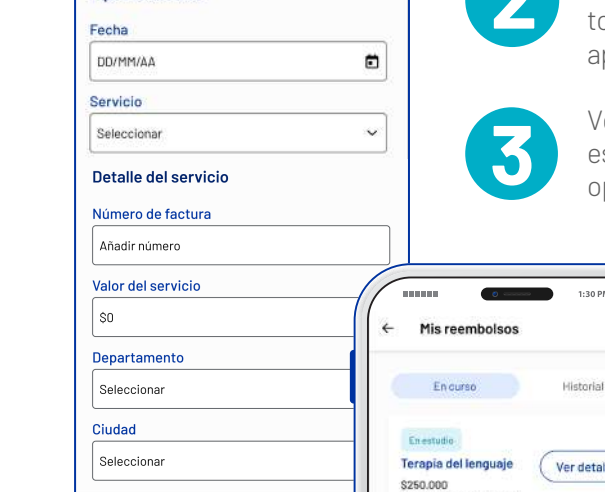 Fecha
DD/MM/AA
Servicio
Seleccionar
Detalle del servicio
Número de factura
Añadir número
Valor del servicio
$0
Departamento
Seleccionar
Ciudad
Seleccionar
2
3
1:30
Mis reembolsos
En curso
Historial
En estudio
Terapia del lenguaje
$250.000
Ver